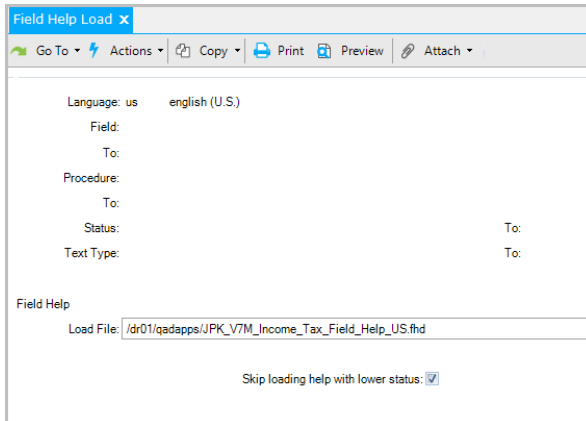 Field Help Load X
Go To Actions Copy Print Preview Attach
Language: us english (U.S.)
Field:
To:
Procedure:
To:
Status: To:
Text Type: To:
Field Help
Load File: /dr01/qadapps/JPK_V7M_Income_Tax_Field_Help_US.fhd
Skip loading help with lower status: